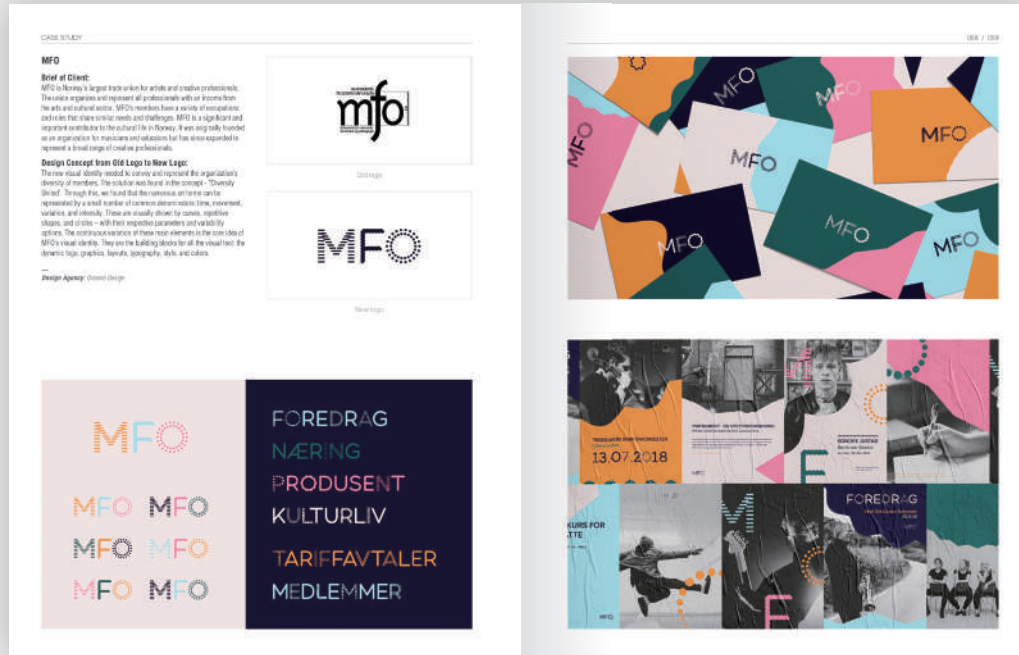 CASE STUDY
MFO
Brief of Client:
MFO is Norway's largest trade union for artists and creative professionals.
The union organizes and represent all professionals with an income from
the arts and cultural sector. MFO's members have a variety of occupations
and roles that share similar needs and challenges. MFO is a significant and
important contributor to the cultural life in Norway. It was originally founded
as an organization for musicians and educators but has since expanded to
represent a broad range of creative professionals.
Design Concept from Old Logo to New Logo:
The new visual identity needed to convey and represent the organization's
diversity of members. The solution was found in the concept - "Diversity
United". Through this, we found that the numerous art forms can be
represented by a small number of common denominators: time, movement,
variation, and intensity. These are visually shown by curves, repetitive
shapes, and circles – with their respective parameters and variability
options. The continuous variation of these main elements is the core idea of
MFO's visual identity. They are the building blocks for all the visual tool: the
dynamic logo, graphics, layouts, typography, style, and colors.
Design Agency:
mfo
Old logo
MFO
New logo
MFO
MFO MFO
MFO MFO
MFO MFO
FOREDRAG
NÆRING
PRODUSENT
KULTURLIV
TARIFFAVTALER
MEDLEMMER
MFO
MFO
MFO
MFO
MFO
MFO
MFO
MFO
13.07.2018
MFO
F
KURS FOR
TTE
MFO
M
F
FOREDRAG